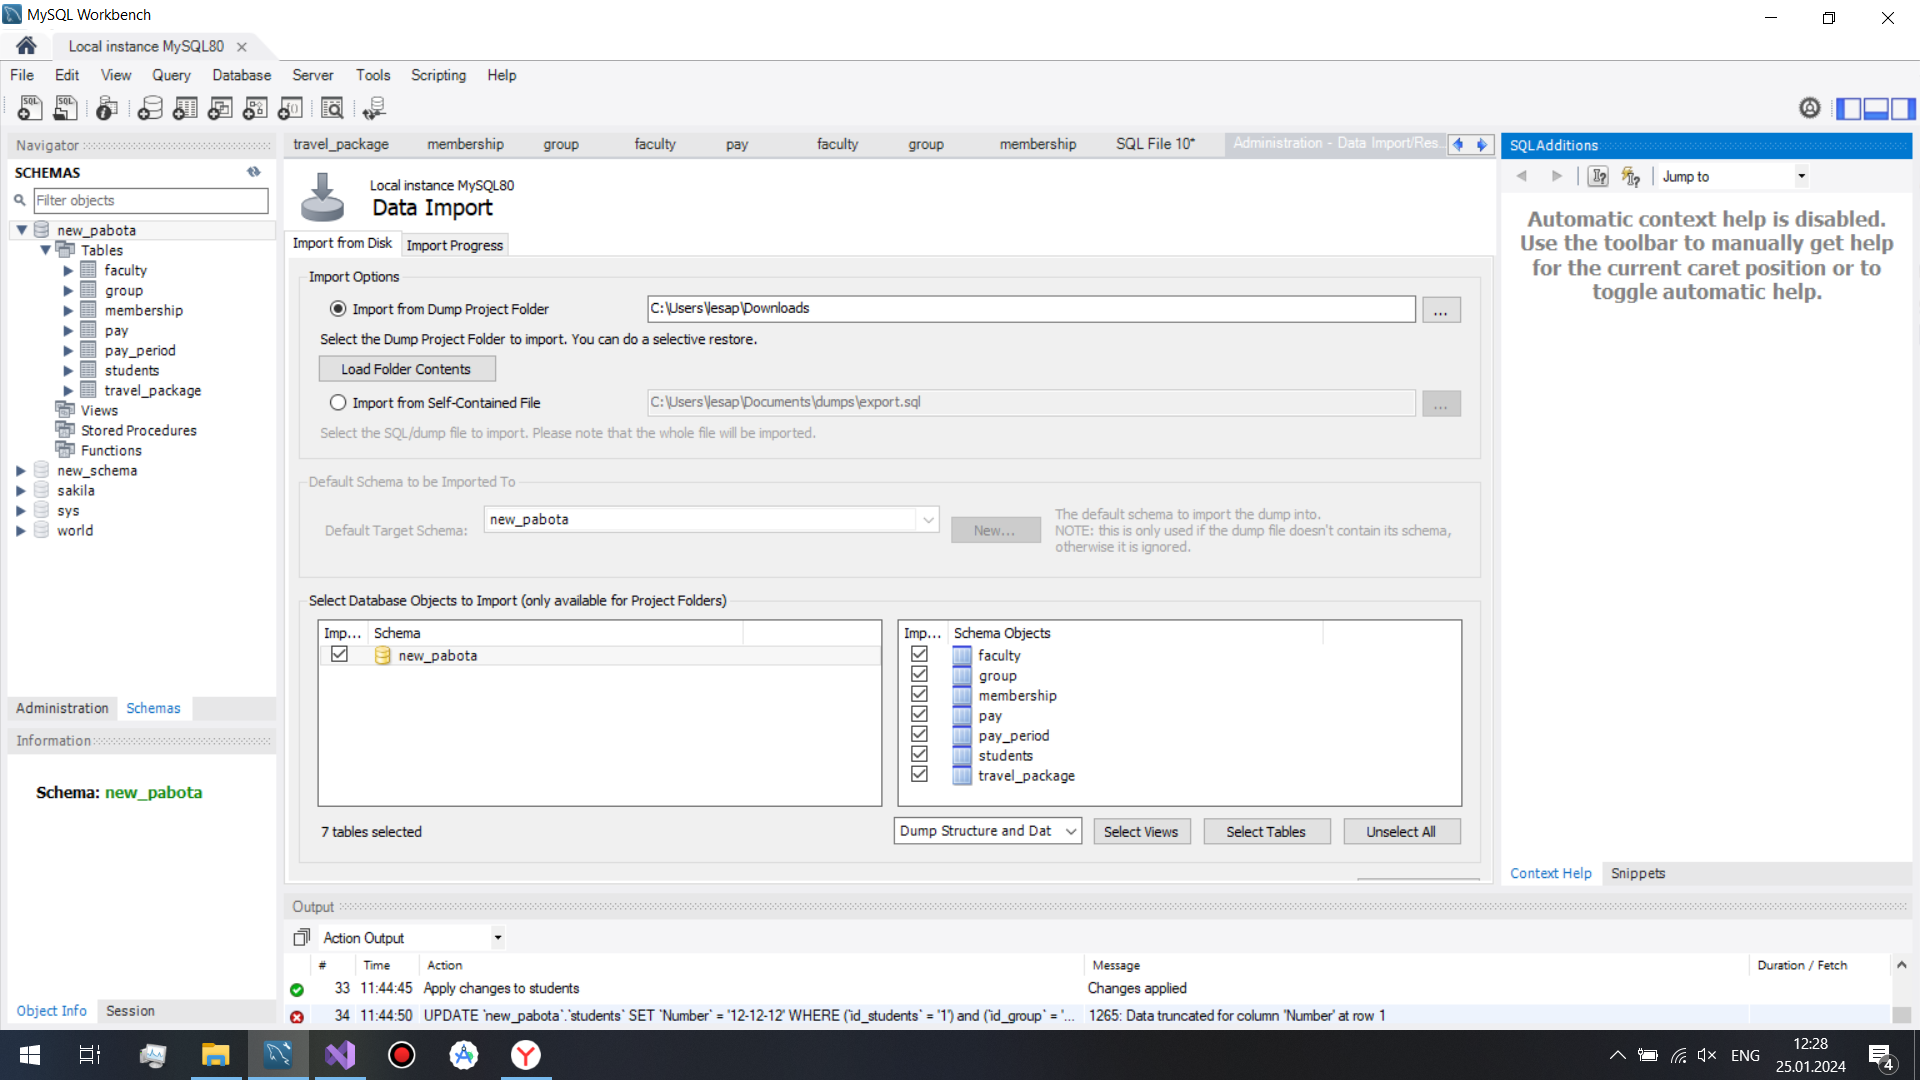 MySQL Workbench
Local instance MySQL80
File Edit View Query Database Server Tools Scripting Help
Navigator
SCHEMAS
Filter objects
new_pabota
Tables
faculty
group
membership
pay
pay_period
students
travel_package
Views
Stored Procedures
Functions
new_schema
sakila
sys
world
Administration Schemas
Information
Schema: new_pabota
Object Info Session
travel_package membership group faculty pay faculty group membership SQL File 10* Administration - Data Import/Res...
Local instance MySQL80
Data Import
Import from Disk Import Progress
Import Options
Import from Dump Project Folder C:\Users\lesap\Downloads ...
Select the Dump Project Folder to import. You can do a selective restore.
Load Folder Contents
Import from Self-Contained File C:\Users\lesap\Documents\dumps\export.sql ...
Select the SQL/dump file to import. Please note that the whole file will be imported.
Default Schema to be Imported To
Default Target Schema: new_pabota New...
The default schema to import the dump into.
NOTE: this is only used if the dump file doesn't contain its schema,
otherwise it is ignored.
Select Database Objects to Import (only available for Project Folders)
Imp... Schema
new_pabota
Imp... Schema Objects
faculty
group
membership
pay
pay_period
students
travel_package
7 tables selected
Dump Structure and Dat Select Views Select Tables Unselect All
SQLAdditions
Jump to
Automatic context help is disabled.
Use the toolbar to manually get help
for the current caret position or to
toggle automatic help.
Context Help Snippets
Output
Action Output
# Time Action Message Duration / Fetch
33 11:44:45 Apply changes to students Changes applied
34 11:44:50 UPDATE `new_pabota`.`students` SET `Number` = '12-12-12' WHERE (`id_students` = '1') and (`id_group` = '... 1265: Data truncated for column 'Number' at row 1
ENG
12:28
25.01.2024
4